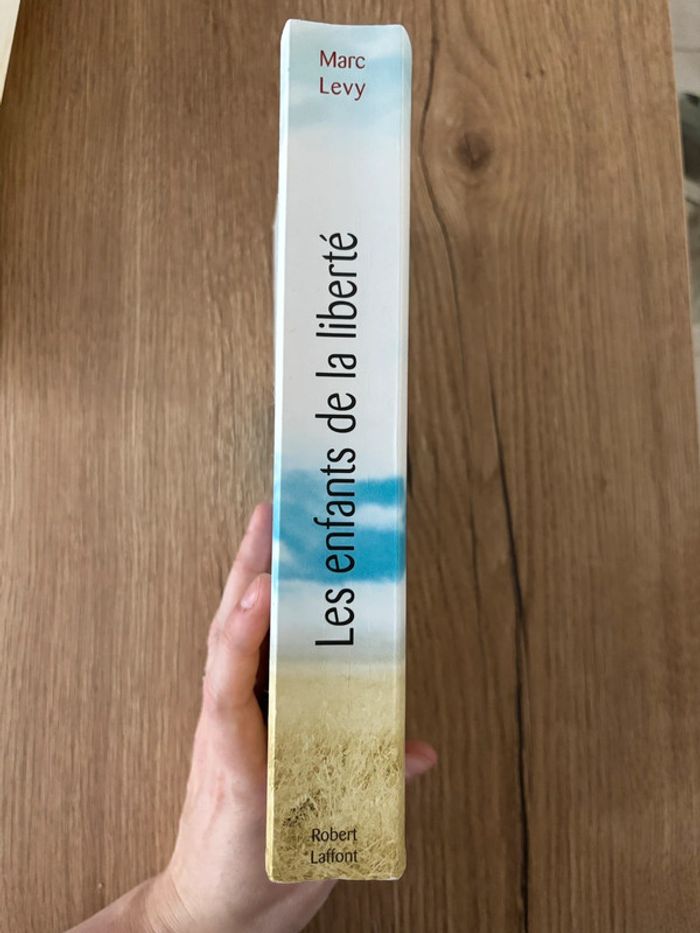 Marc
Levy
Les enfants de la liberté
Robert
Laffont